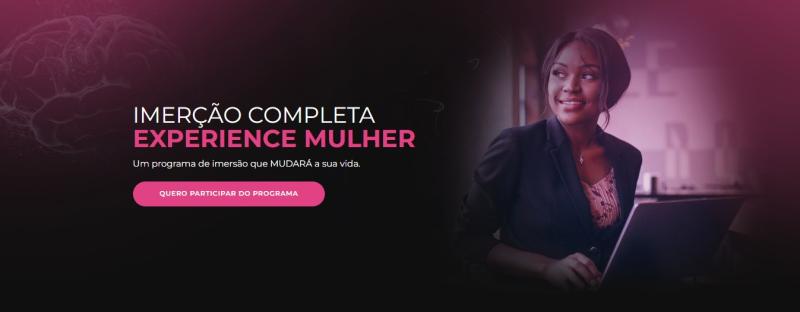 IMERÇÃO COMPLETA
EXPERIENCE MULHER
Um programa de imersão que MUDARÁ a sua vida.
QUERO PARTICIPAR DO PROGRAMA